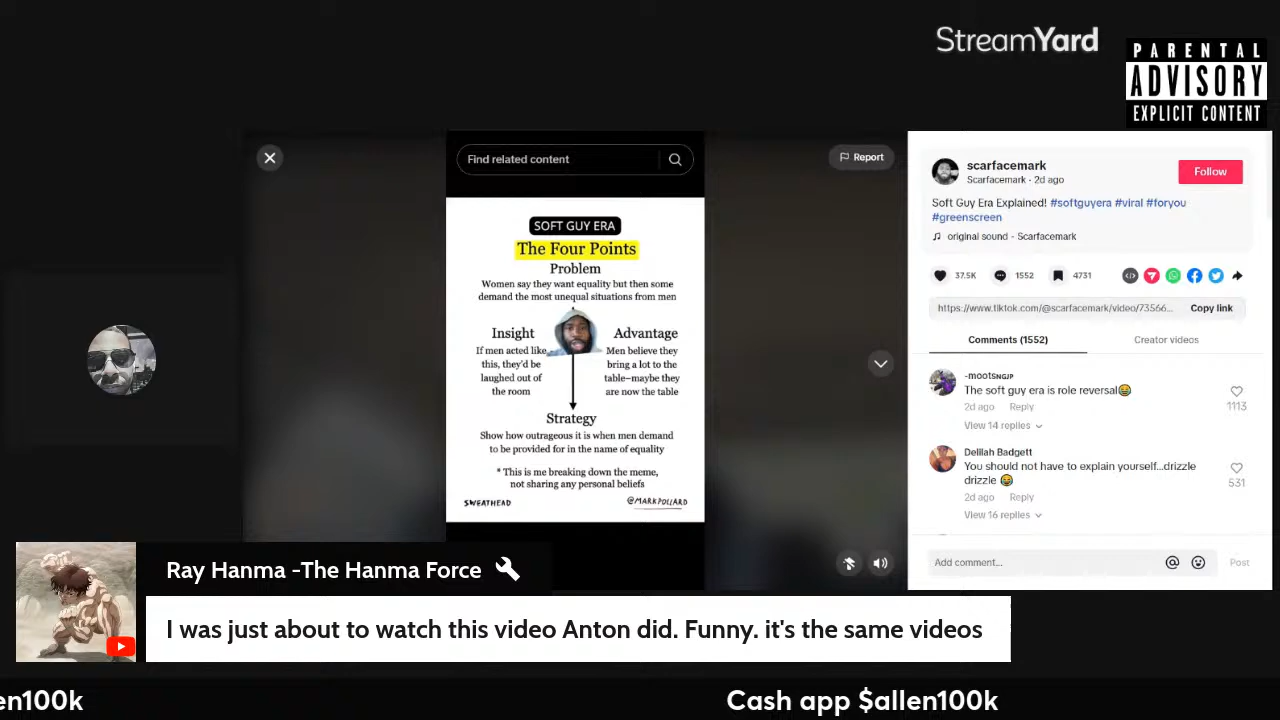 StreamYard
PARENTAL
ADVISORY
EXPLICIT CONTENT
Find related content
Report
SOFT GUY ERA
The Four Points
Problem
Women say they want equality but then some
demand the most unequal situations from men
Insight
If men acted like
this, they'd be
laughed out of
the room
Advantage
Men believe they
bring a lot to the
table—maybe they
are now the table
Strategy
Show how outrageous it is when men demand
to be provided for in the name of equality
* This is me breaking down the meme,
not sharing any personal beliefs
SWEATHEAD
@MARKPOLLARD
scarfacemark
Scarfacemark · 2d ago
Follow
Soft Guy Era Explained! #softguyera #viral #foryou
#greenscreen
original sound - Scarfacemark
37.5K
1552
4731
https://www.tiktok.com/@scarfacemark/video/73566...
Copy link
Comments (1552)
Creator videos
-mootsɴɢᴊᴘ
The soft guy era is role reversal😂
2d ago Reply
1113
View 14 replies
Delilah Badgett
You should not have to explain yourself...drizzle
drizzle 😂
531
2d ago Reply
View 16 replies
Add comment...
Post
Ray Hanma -The Hanma Force
I was just about to watch this video Anton did. Funny. it's the same videos
en100k
Cash app $allen100k